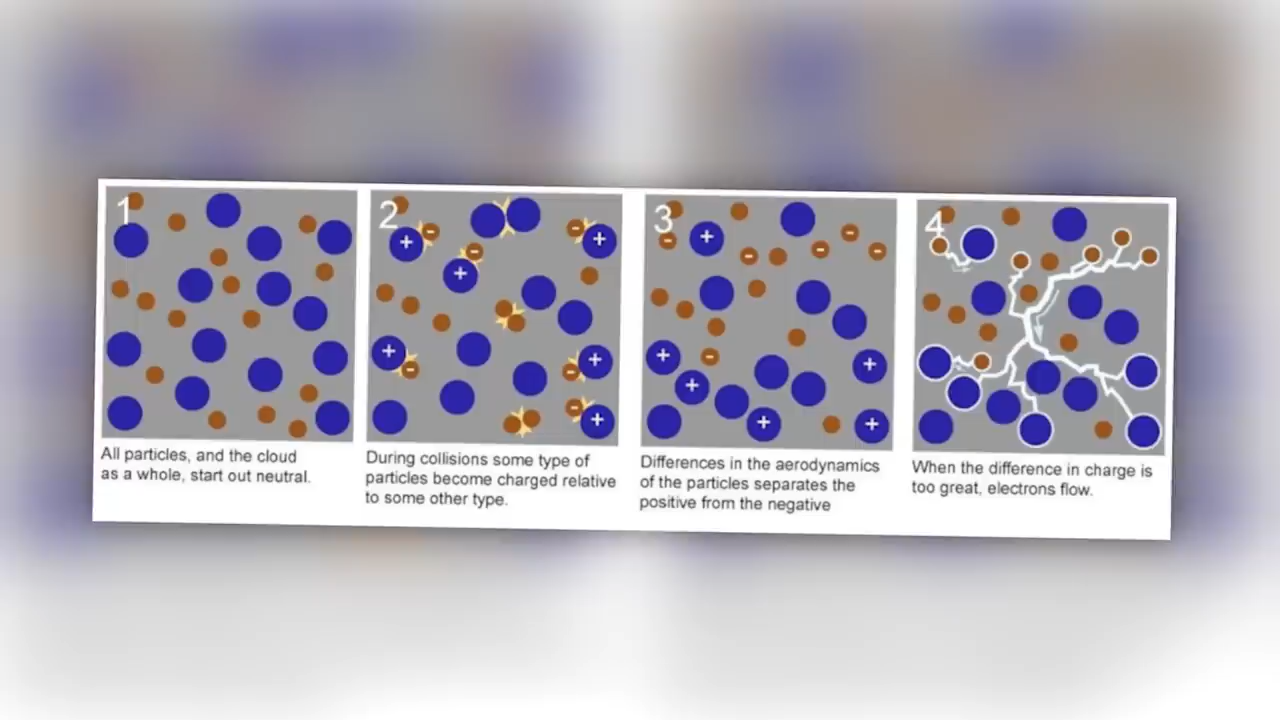 1
2
3
4
+ - - +
+
+ - - +
- +
+ - - - -
+ - +
+
+ +
All particles, and the cloud
as a whole, start out neutral.
During collisions some type of
particles become charged relative
to some other type.
Differences in the aerodynamics
of the particles separates the
positive from the negative
When the difference in charge is
too great, electrons flow.